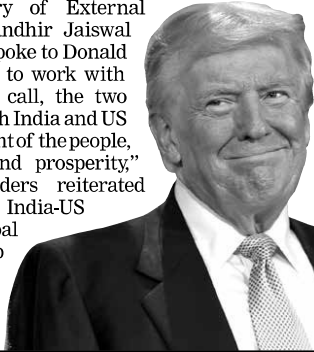 ry of External
ndhir Jaiswal
poke to Donald
to work with
call, the two
h India and US
nt of the people,
nd prosperity,”
ders reiterated
India-US
bal